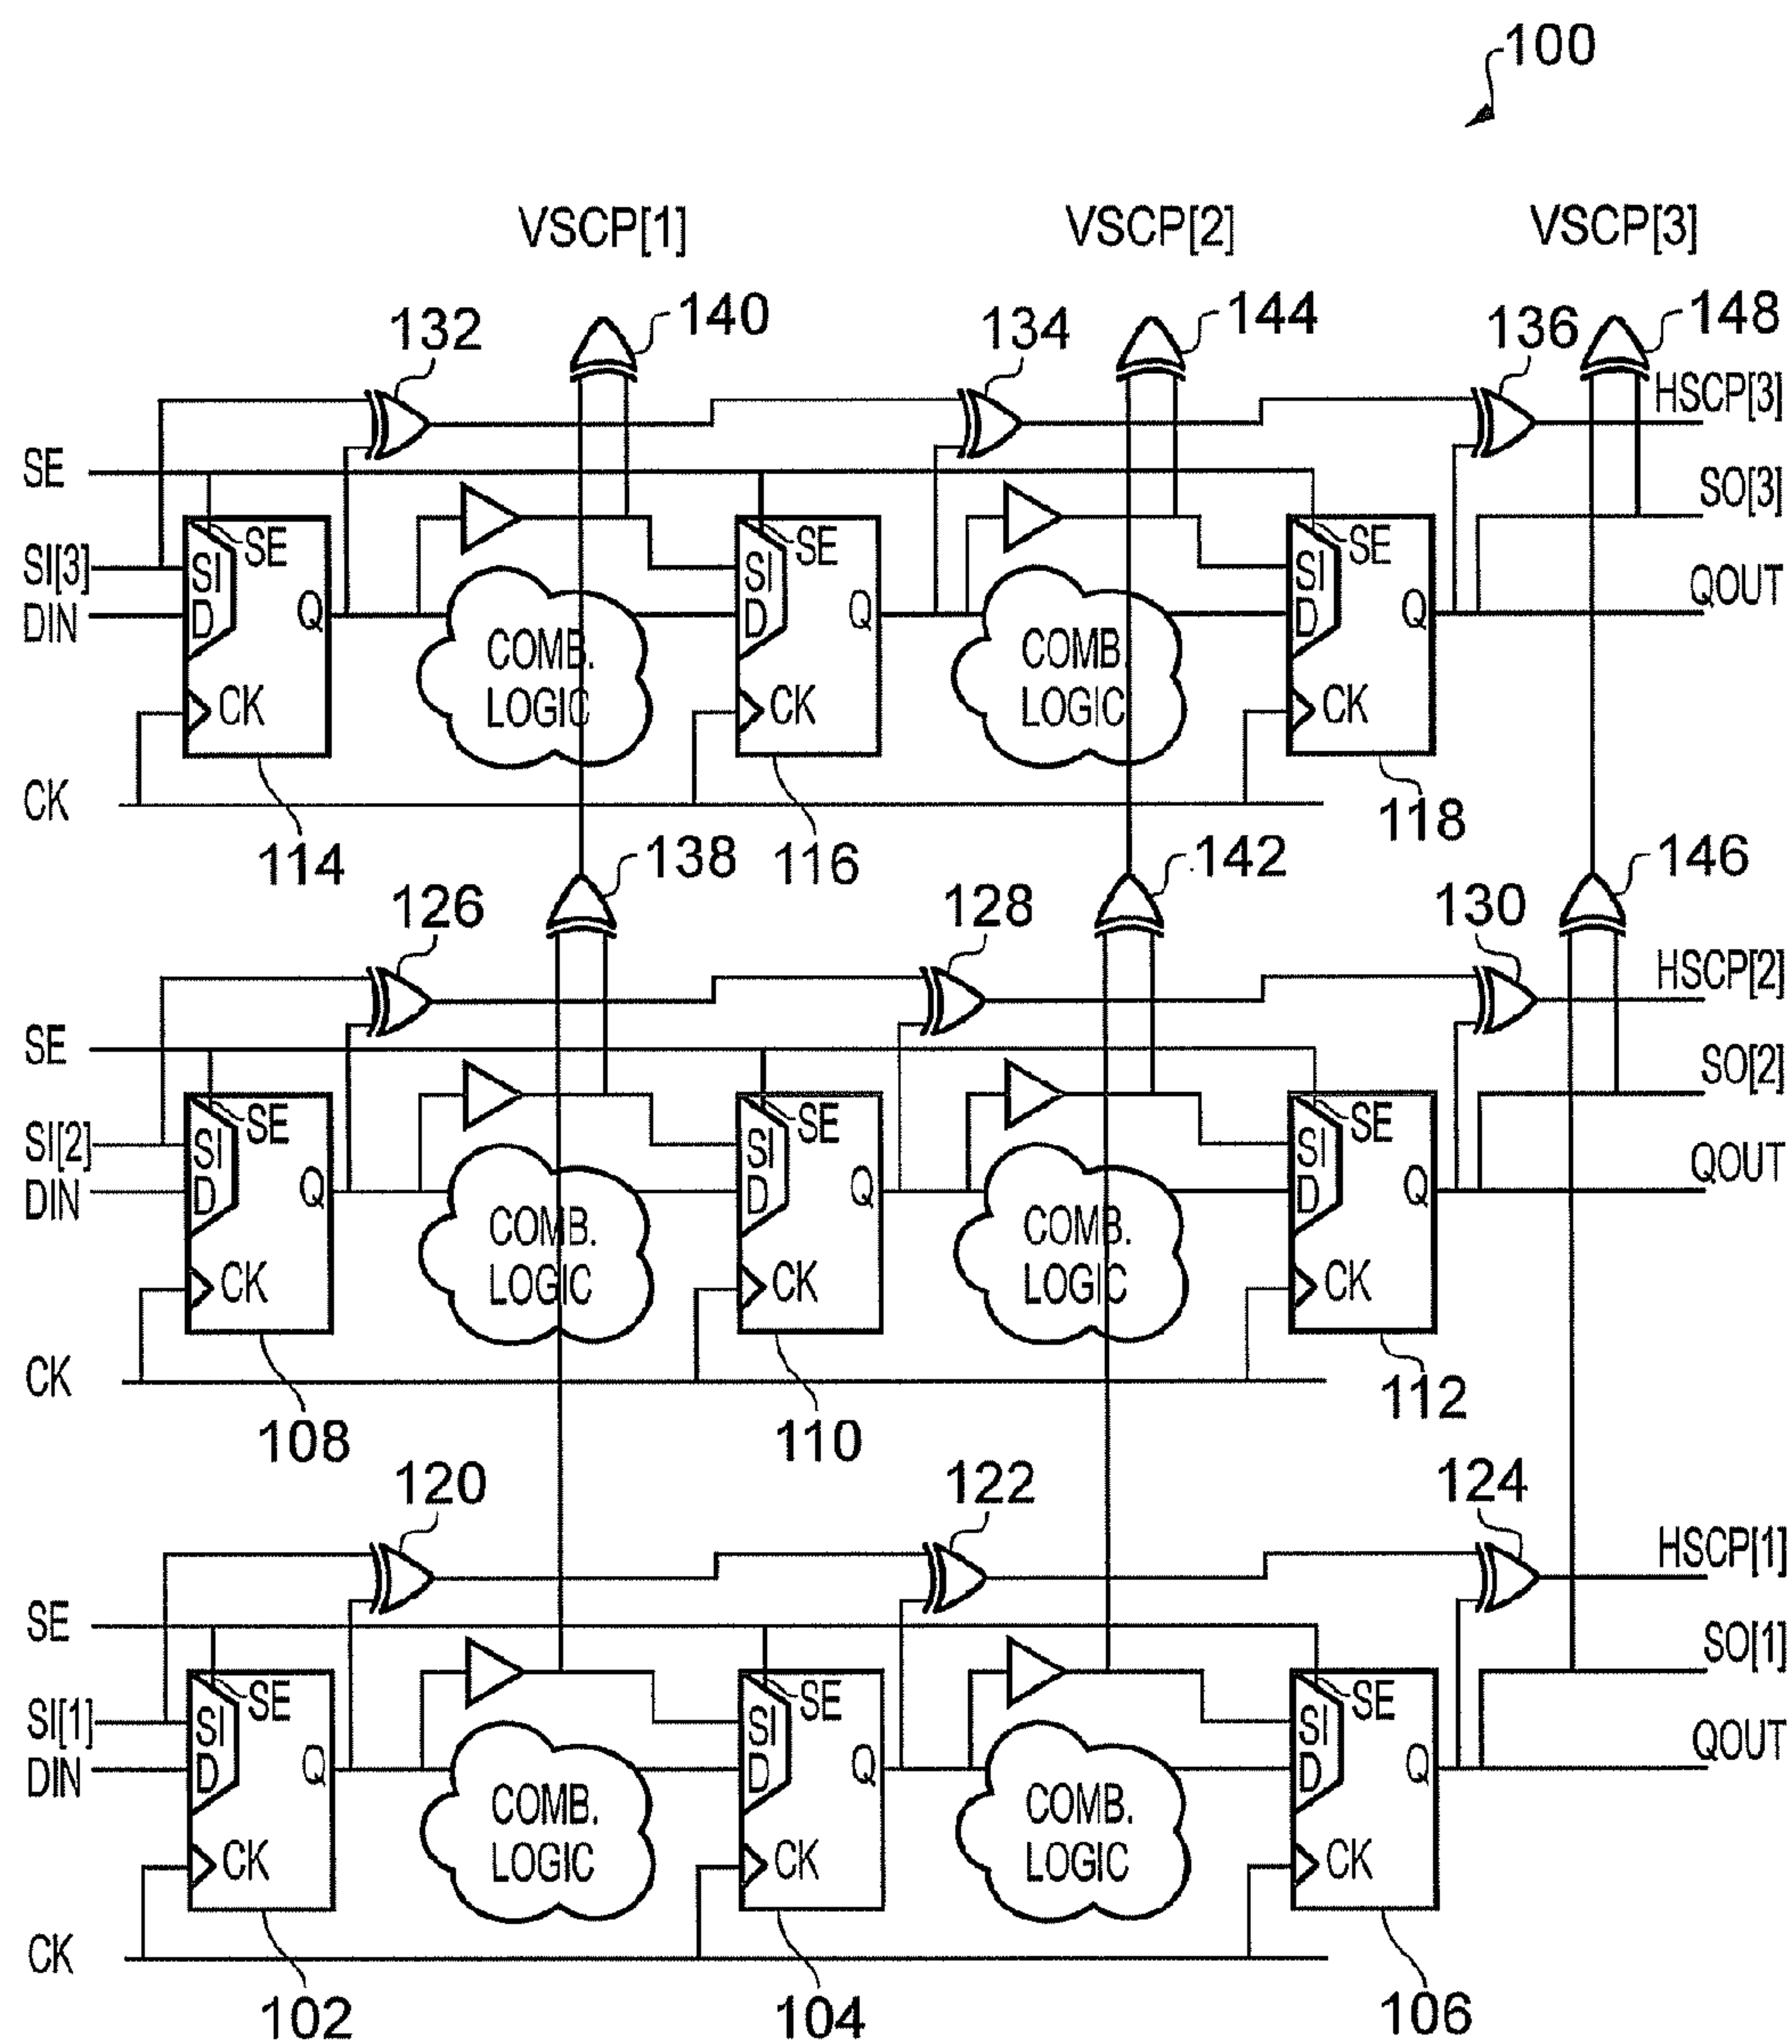 100
VSCP[1] VSCP[2] VSCP[3]
132 140 134 144 136 148
HSCP[3]
SE
SO[3]
SE SE SE
SI[3] SI SI SI
QOUT
DIN D Q D Q D Q
COMB. COMB.
LOGIC LOGIC
CK CK CK
CK
114 138 116 142 118 146
126 128 130
HSCP[2]
SE
SO[2]
SE SE SE
SI[2] SI SI SI
QOUT
DIN D Q D Q D Q
COMB. COMB.
LOGIC LOGIC
CK CK CK
CK
108 110 112
120 122 124
HSCP[1]
SE
SO[1]
SE SE SE
SI[1] SI SI SI
QOUT
DIN D Q D Q D Q
COMB. COMB.
LOGIC LOGIC
CK CK CK
CK
102 104 106